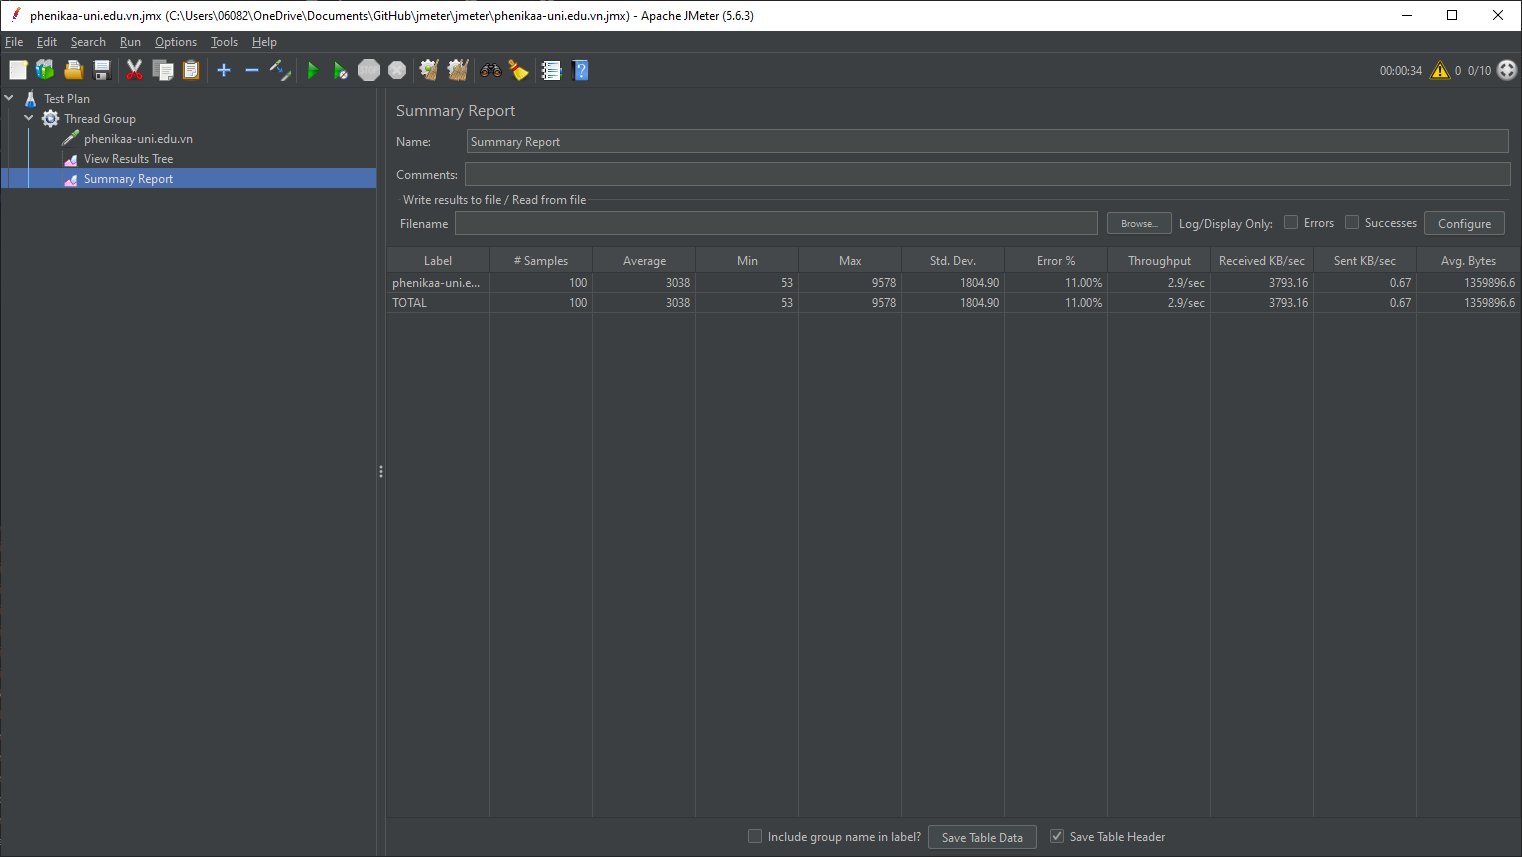 phenikaa-uni.edu.vn.jmx (C:\Users\06082\OneDrive\Documents\GitHub\jmeter\jmeter\phenikaa-uni.edu.vn.jmx) - Apache JMeter (5.6.3)
File Edit Search Run Options Tools Help
STOP 00:00:34 0 0/10
Test Plan
Thread Group
phenikaa-uni.edu.vn
View Results Tree
Summary Report
Summary Report
Name: Summary Report
Comments:
Write results to file / Read from file
Filename Browse... Log/Display Only: Errors Successes Configure
Label # Samples Average Min Max Std. Dev. Error % Throughput Received KB/sec Sent KB/sec Avg. Bytes
phenikaa-uni.e... 100 3038 53 9578 1804.90 11.00% 2.9/sec 3793.16 0.67 1359896.6
TOTAL 100 3038 53 9578 1804.90 11.00% 2.9/sec 3793.16 0.67 1359896.6
Include group name in label? Save Table Data Save Table Header